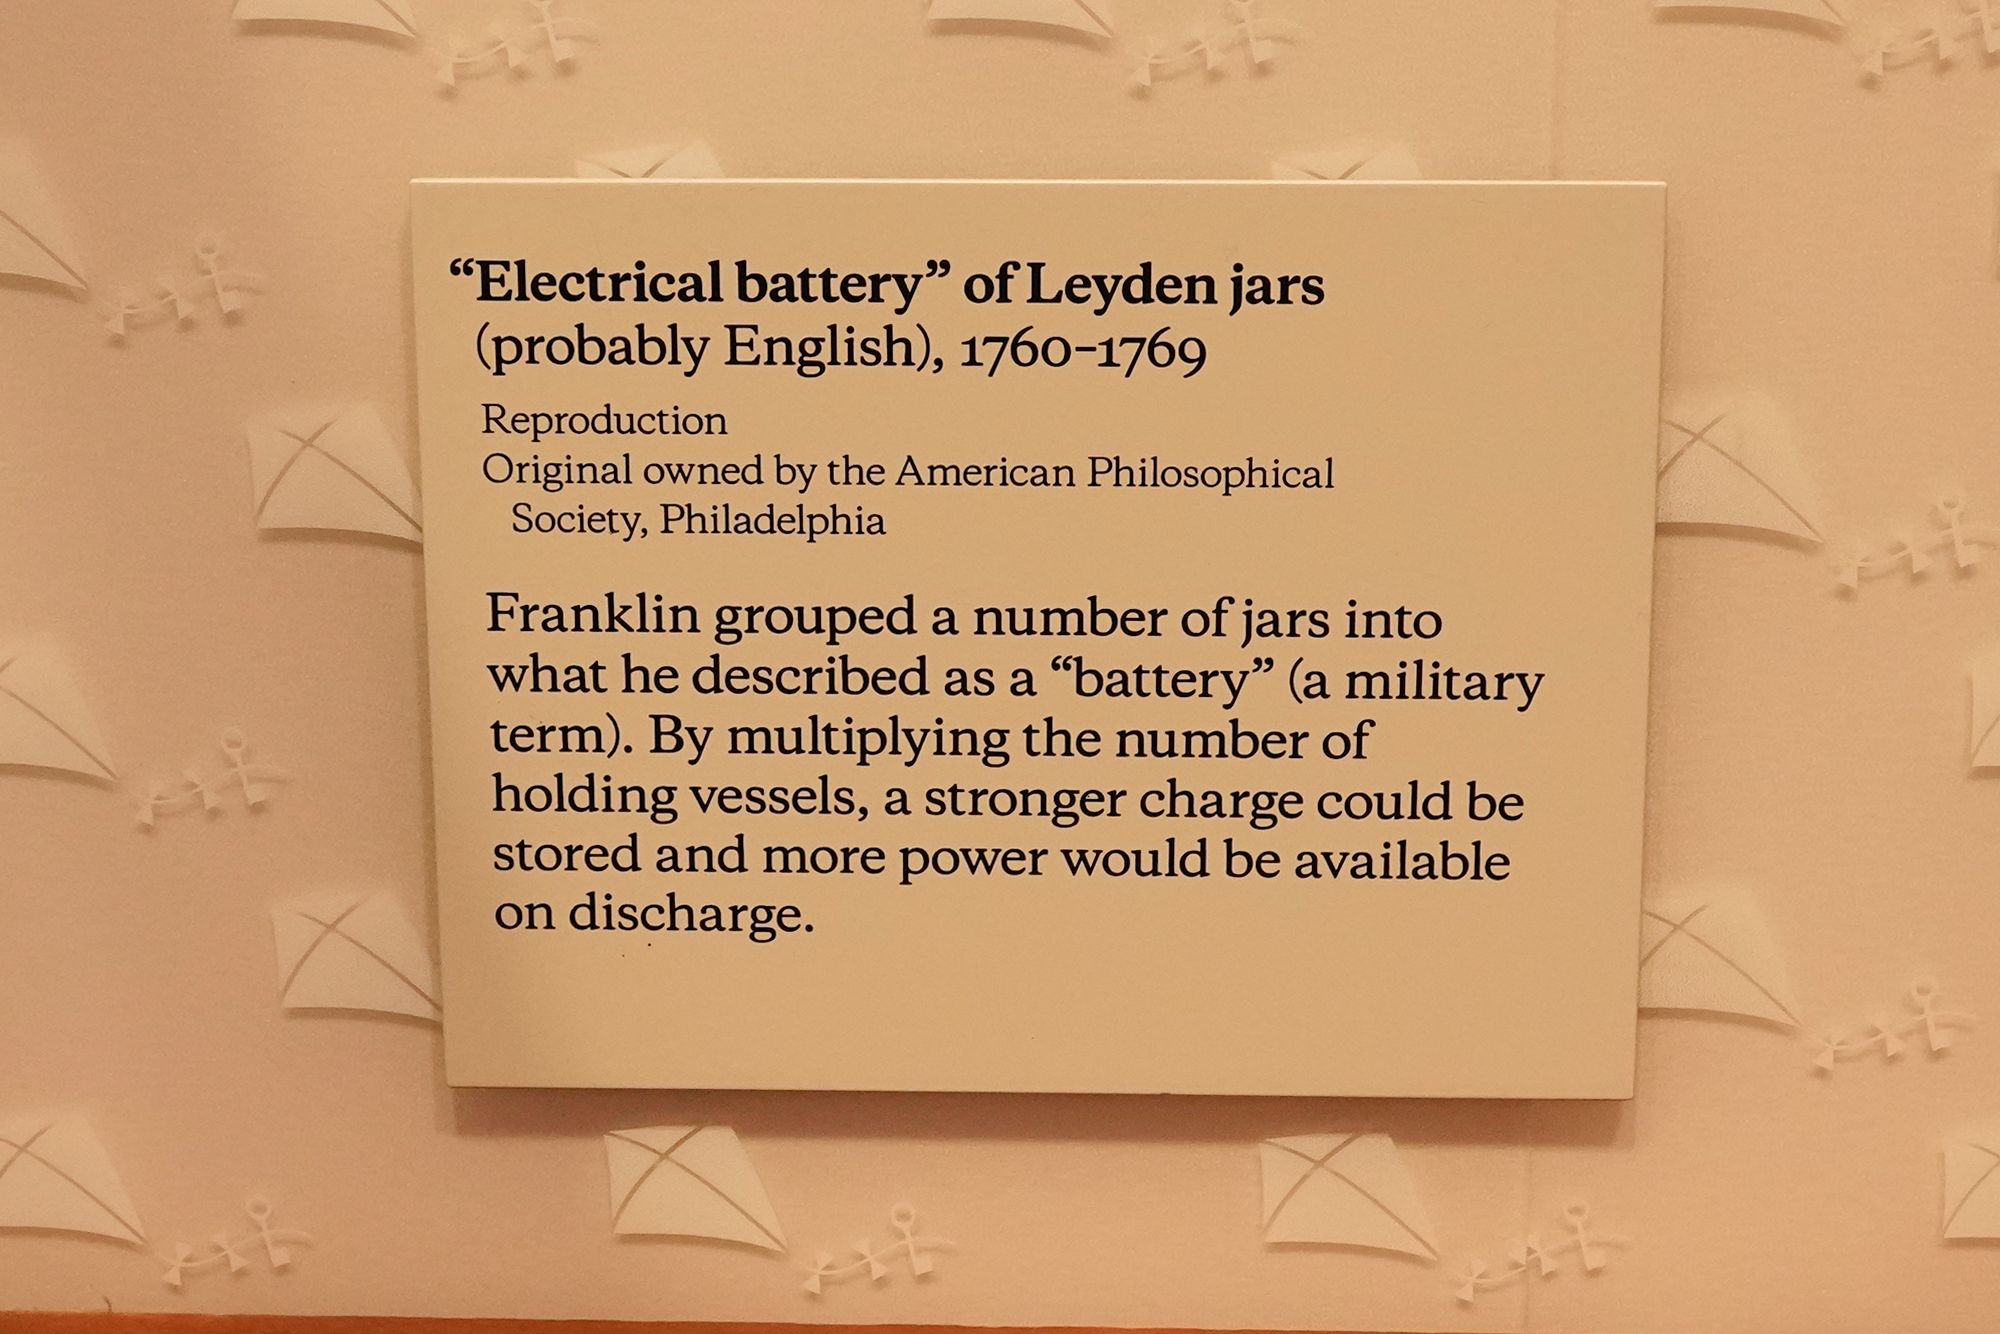 “Electrical battery” of Leyden jars
(probably English), 1760–1769
Reproduction
Original owned by the American Philosophical
Society, Philadelphia
Franklin grouped a number of jars into
what he described as a “battery” (a military
term). By multiplying the number of
holding vessels, a stronger charge could be
stored and more power would be available
on discharge.